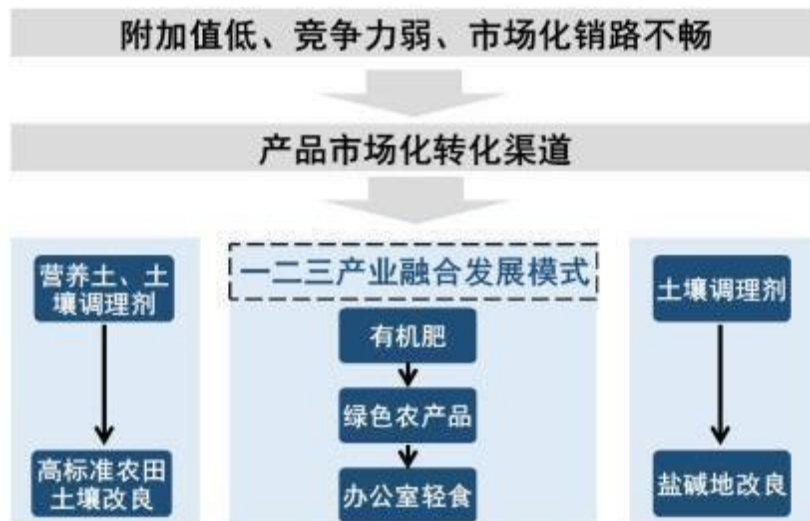 附加值低、竞争力弱、市场化销路不畅
产品市场化转化渠道
营养土、土
壤调理剂
高标准农田
土壤改良
一二三产业融合发展模式
有机肥
绿色农产品
办公室轻食
土壤调理剂
盐碱地改良